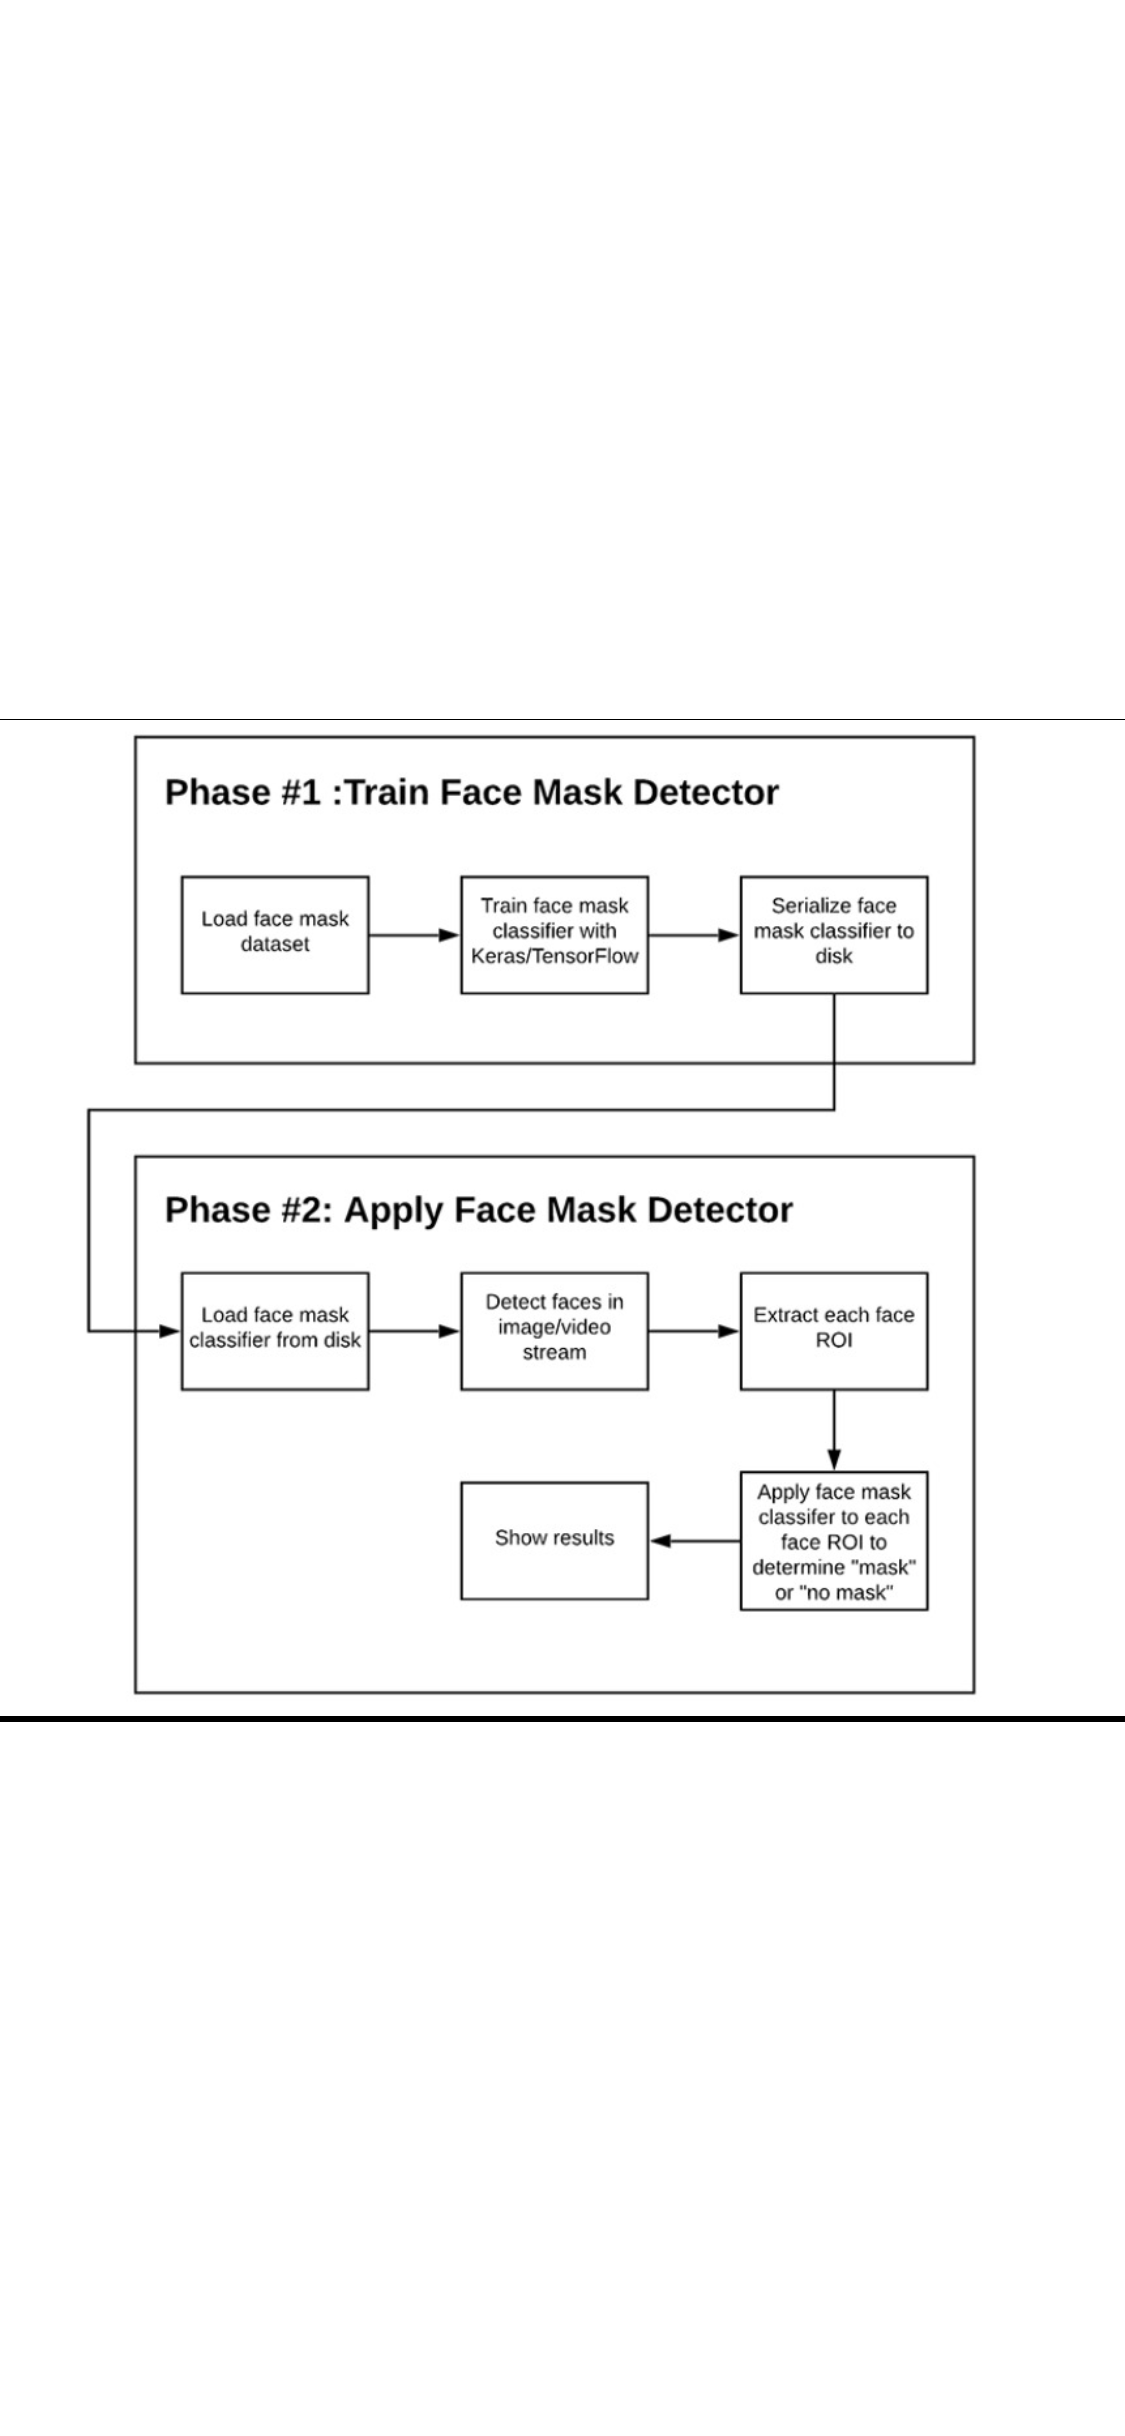 Phase #1 :Train Face Mask Detector
Load face mask
dataset
Train face mask
classifier with
Keras/TensorFlow
Serialize face
mask classifier to
disk
Phase #2: Apply Face Mask Detector
Load face mask
classifier from disk
Detect faces in
image/video
stream
Extract each face
ROI
Apply face mask
classifer to each
face ROI to
determine "mask"
or "no mask"
Show results